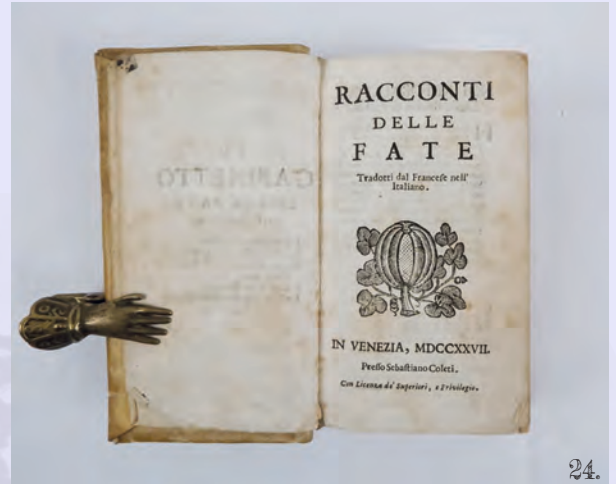 GABINETTO
RACCONTI
DELLE
FATE
Tradotti dal Franceſe nell'
Italiano.
IN VENEZIA, MDCCXXVII.
Preſſo Sebaſtiano Coleti.
Con Licenza de' Superiori, e Privilegio.
24.